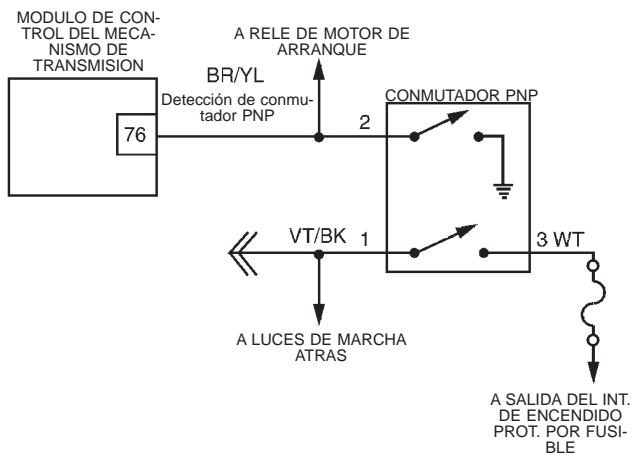 MODULO DE CON-
TROL DEL MECA-
NISMO DE
TRANSMISION
A RELE DE MOTOR DE
ARRANQUE
BR/YL
Detección de conmu-
tador PNP
CONMUTADOR PNP
76
2
VT/BK
1
3 WT
A LUCES DE MARCHA
ATRAS
A SALIDA DEL INT.
DE ENCENDIDO
PROT. POR FUSI-
BLE